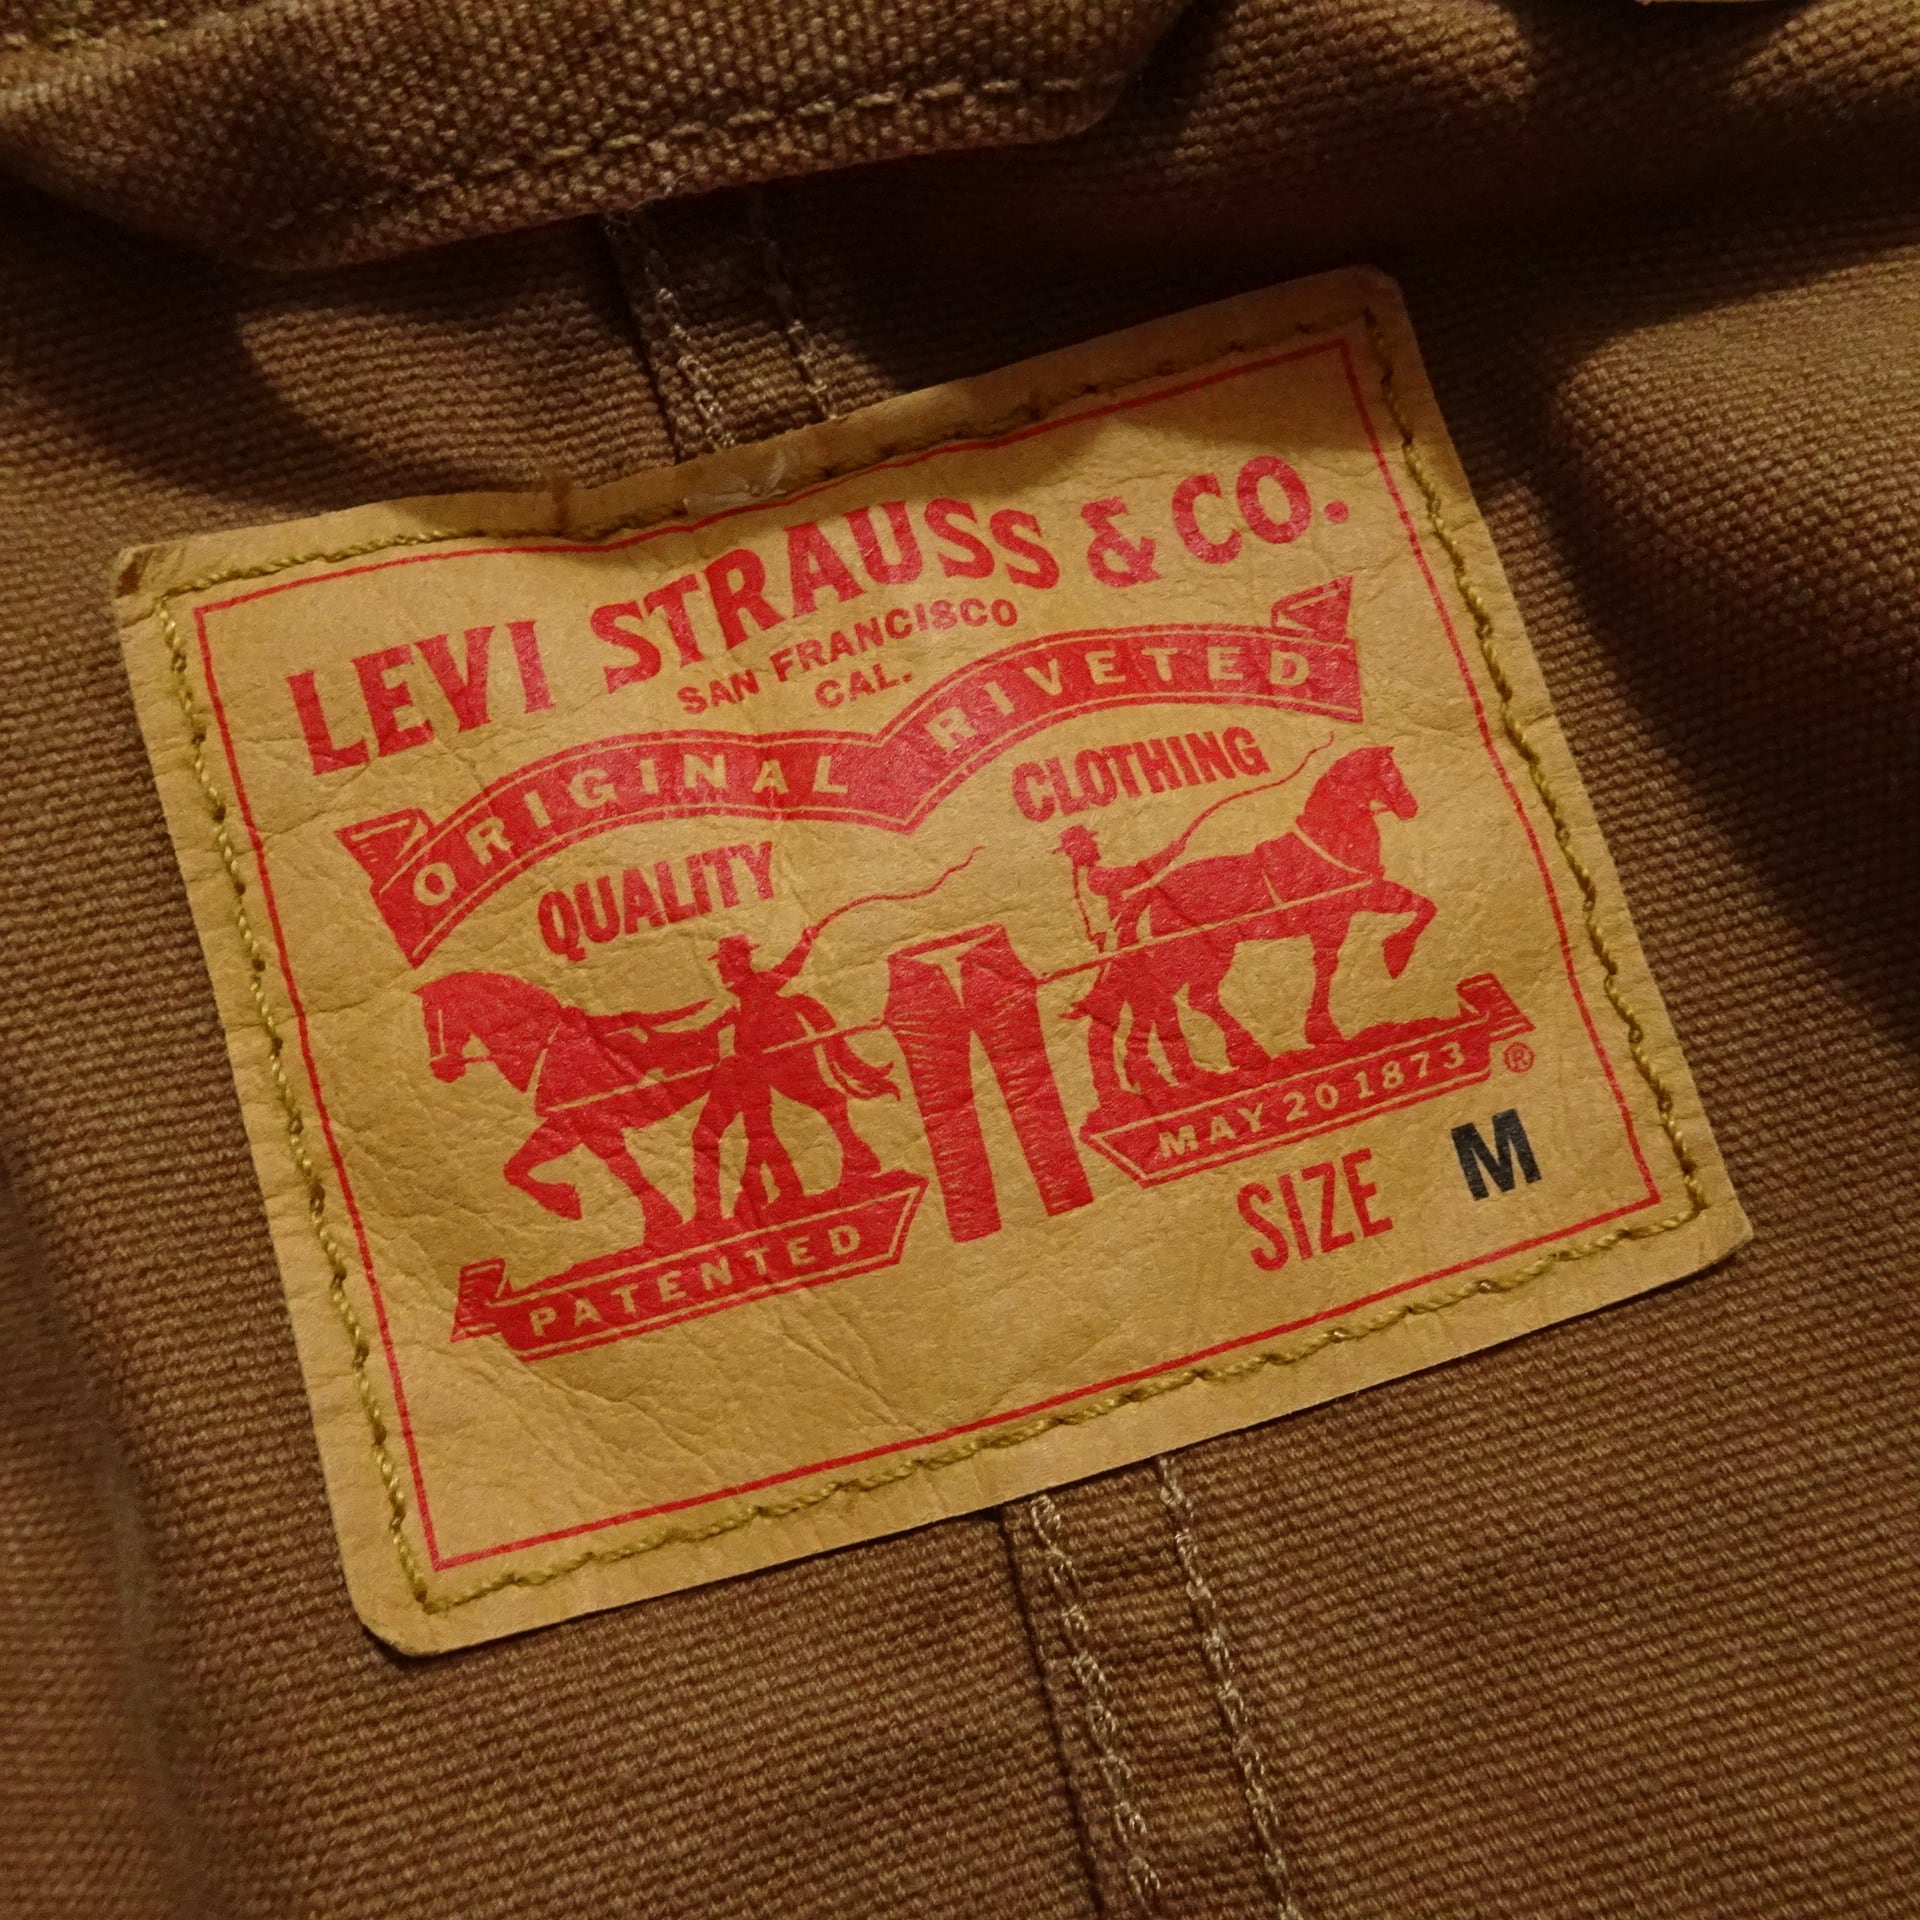 LEVI STRAUSS & CO.
SAN FRANCISCO
CAL.
ORIGINAL RIVETED
QUALITY CLOTHING
PATENTED MAY 20 1873 ®
SIZE M